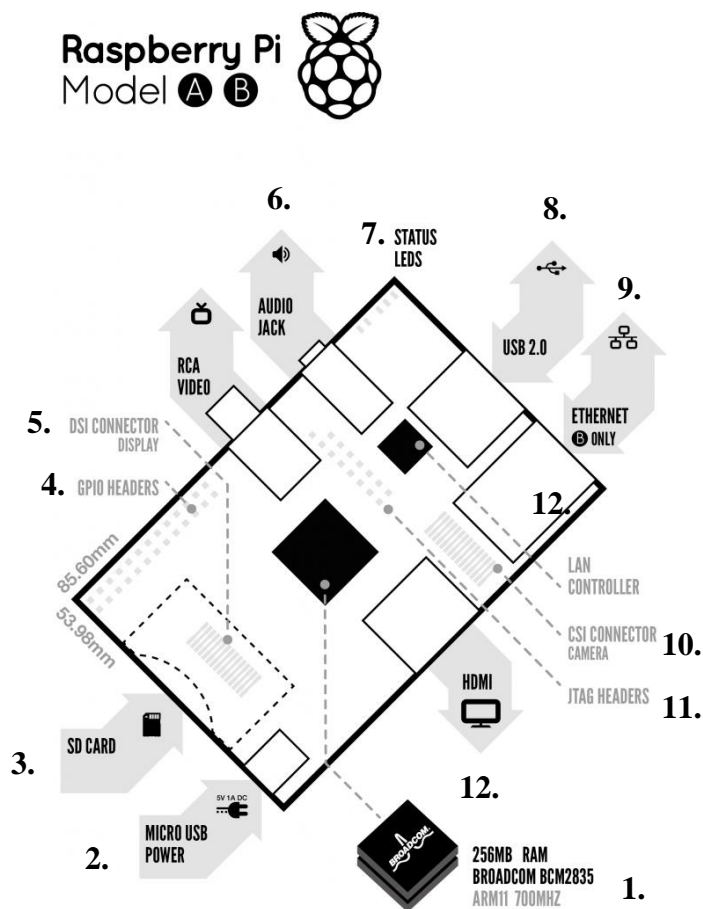 Raspberry Pi
Model A B
6.
8.
7. STATUS
LEDS
9.
AUDIO
JACK
USB 2.0
RCA
VIDEO
ETHERNET
B ONLY
5. DSI CONNECTOR
DISPLAY
4. GPIO HEADERS
12.
85.60mm
53.98mm
LAN
CONTROLLER
CSI CONNECTOR
CAMERA
10.
HDMI
JTAG HEADERS
11.
SD CARD
3.
12.
5V 1A DC
MICRO USB
POWER
2.
BROADCOM
256MB RAM
BROADCOM BCM2835
ARM11 700MHZ
1.